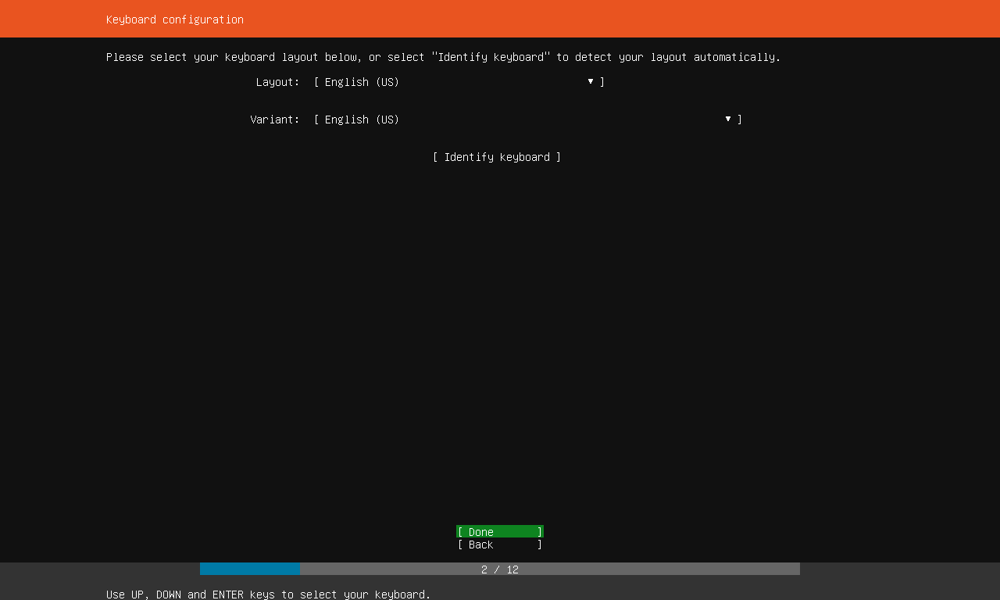 Keyboard configuration
Please select your keyboard layout below, or select "Identify keyboard" to detect your layout automatically.
Layout: [ English (US) ▼ ]
Variant: [ English (US) ▼ ]
[ Identify keyboard ]
[ Done ]
[ Back ]
2 / 12
Use UP, DOWN and ENTER keys to select your keyboard.